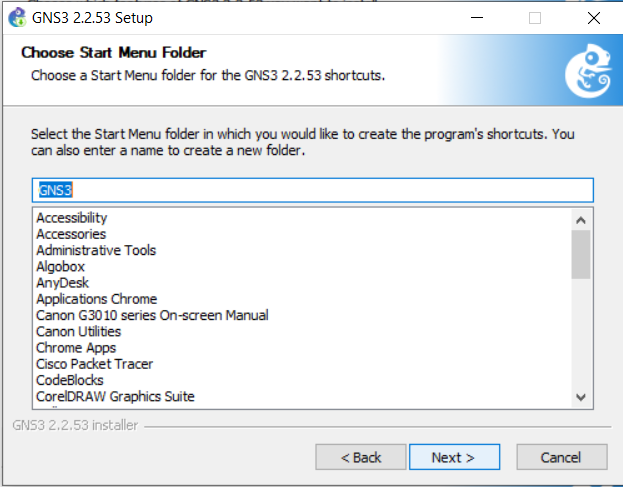 GNS3 2.2.53 Setup
Choose Start Menu Folder
Choose a Start Menu folder for the GNS3 2.2.53 shortcuts.
Select the Start Menu folder in which you would like to create the program's shortcuts. You
can also enter a name to create a new folder.
GNS3
Accessibility
Accessories
Administrative Tools
Algobox
AnyDesk
Applications Chrome
Canon G3010 series On-screen Manual
Canon Utilities
Chrome Apps
Cisco Packet Tracer
CodeBlocks
CorelDRAW Graphics Suite
GNS3 2.2.53 installer
< Back
Next >
Cancel